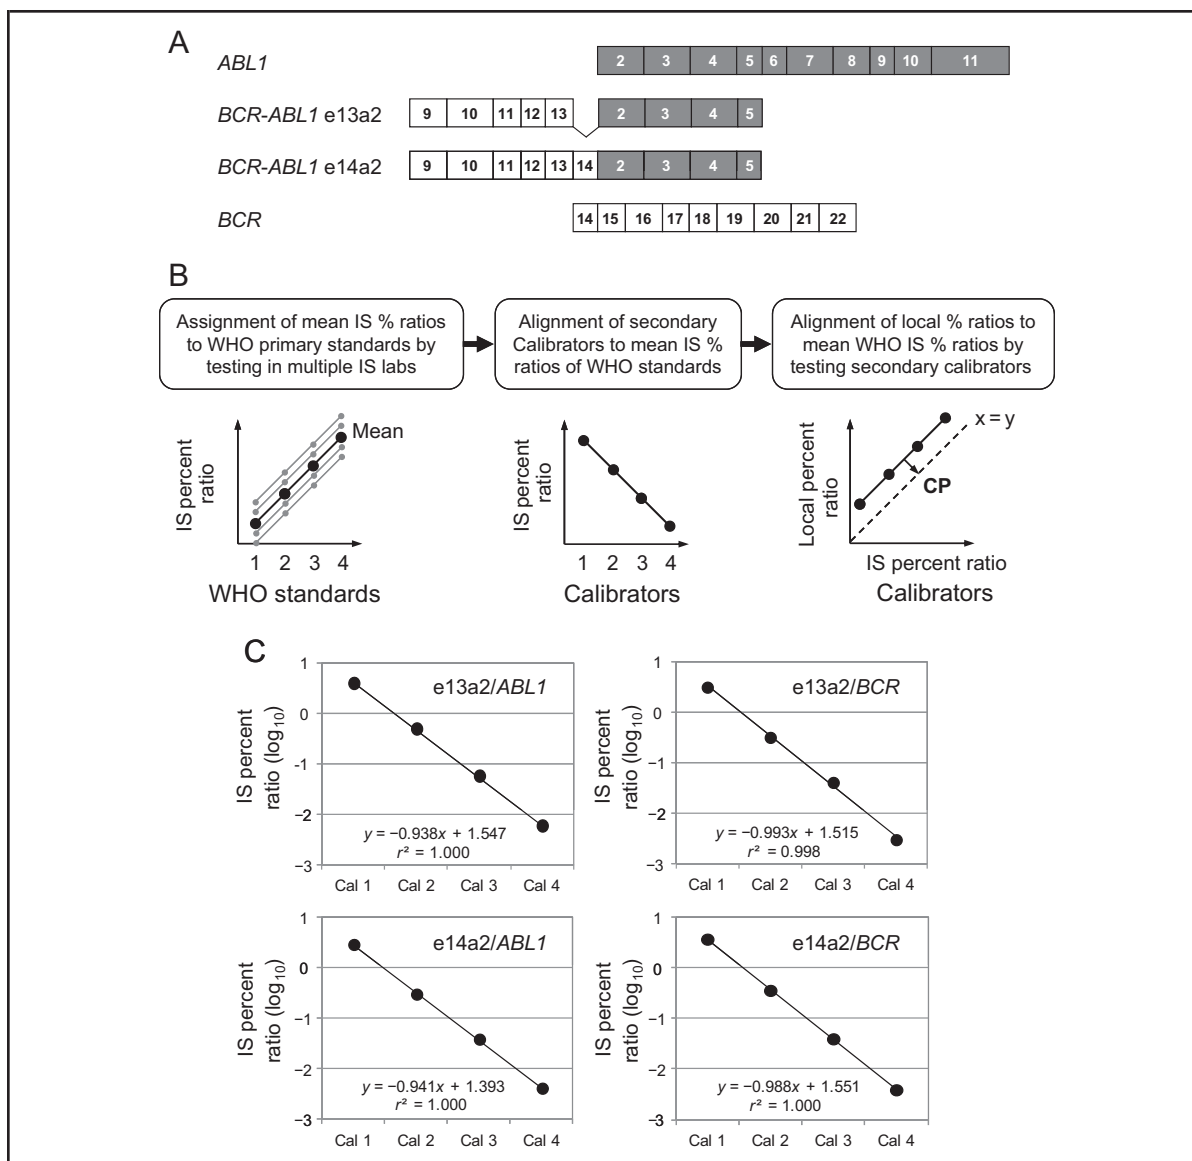 A
ABL1
2 3 4 5 6 7 8 9 10 11
BCR-ABL1 e13a2
9 10 11 12 13 2 3 4 5
BCR-ABL1 e14a2
9 10 11 12 13 14 2 3 4 5
BCR
14 15 16 17 18 19 20 21 22
B
Assignment of mean IS % ratios
to WHO primary standards by
testing in multiple IS labs
Alignment of secondary
Calibrators to mean IS %
ratios of WHO standards
Alignment of local % ratios to
mean WHO IS % ratios by
testing secondary calibrators
IS percent
ratio
Mean
1 2 3 4
WHO standards
IS percent
ratio
1 2 3 4
Calibrators
Local percent
ratio
x = y
CP
IS percent ratio
Calibrators
C
IS percent
ratio (log10)
1
0
-1
−2
−3
e13a2/ABL1
y = −0.938x + 1.547
r² = 1.000
Cal 1 Cal 2 Cal 3 Cal 4
IS percent
ratio (log10)
1
0
−1
−2
−3
e13a2/BCR
y = −0.993x + 1.515
r² = 0.998
Cal 1 Cal 2 Cal 3 Cal 4
IS percent
ratio (log10)
1
0
−1
−2
−3
e14a2/ABL1
y = −0.941x + 1.393
r² = 1.000
Cal 1 Cal 2 Cal 3 Cal 4
IS percent
ratio (log10)
1
0
−1
−2
−3
e14a2/BCR
y = −0.988x + 1.551
r² = 1.000
Cal 1 Cal 2 Cal 3 Cal 4